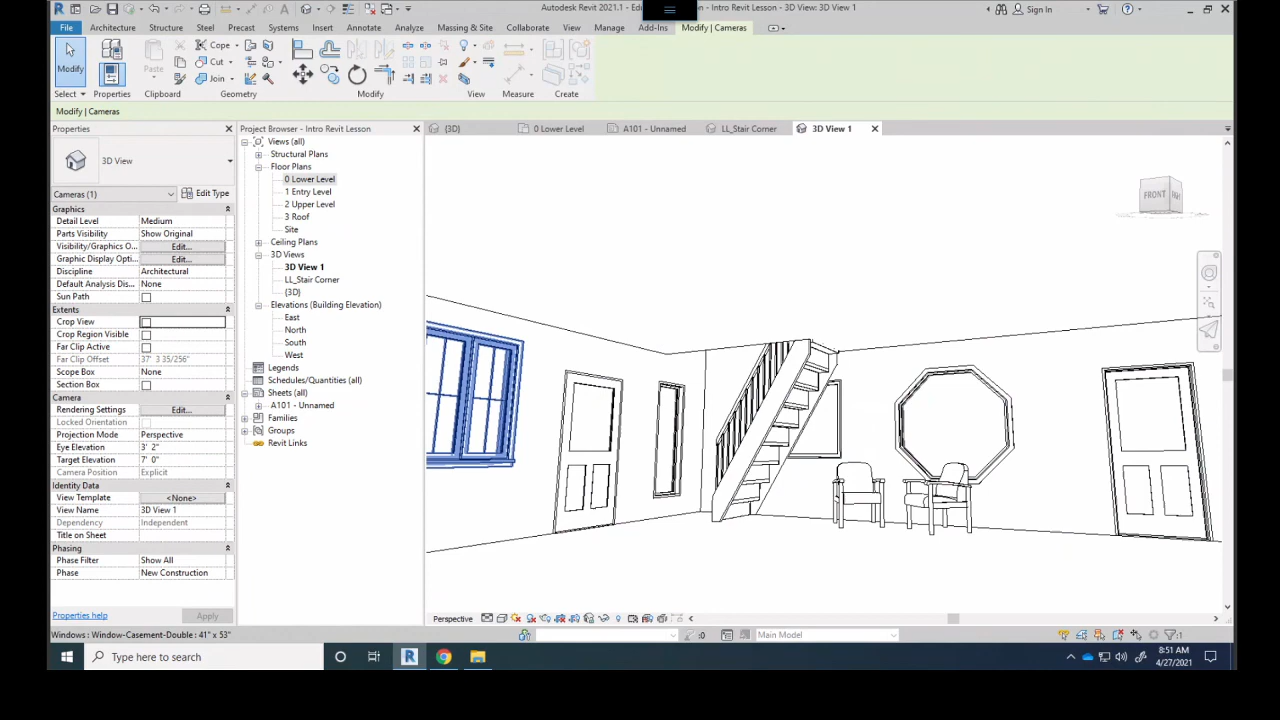 Autodesk Revit 2021.1 - Edu
n - Intro Revit Lesson - 3D View: 3D View 1
Sign In
File
Architecture
Structure
Steel
Precast
Systems
Insert
Annotate
Analyze
Massing & Site
Collaborate
View
Manage
Add-Ins
Modify | Cameras
Modify
Properties
Paste
Cope
Cut
Join
Select
Properties
Clipboard
Geometry
Modify
View
Measure
Create
Modify | Cameras
Properties
3D View
Cameras (1)
Edit Type
Graphics
Detail Level Medium
Parts Visibility Show Original
Visibility/Graphics O... Edit...
Graphic Display Opti... Edit...
Discipline Architectural
Default Analysis Dis... None
Sun Path
Extents
Crop View
Crop Region Visible
Far Clip Active
Far Clip Offset 37' 3 35/256"
Scope Box None
Section Box
Camera
Rendering Settings Edit...
Locked Orientation
Projection Mode Perspective
Eye Elevation 3' 2"
Target Elevation 7' 0"
Camera Position Explicit
Identity Data
View Template <None>
View Name 3D View 1
Dependency Independent
Title on Sheet
Phasing
Phase Filter Show All
Phase New Construction
Properties help
Apply
Project Browser - Intro Revit Lesson
Views (all)
Structural Plans
Floor Plans
0 Lower Level
1 Entry Level
2 Upper Level
3 Roof
Site
Ceiling Plans
3D Views
3D View 1
LL_Stair Corner
{3D}
Elevations (Building Elevation)
East
North
South
West
Legends
Schedules/Quantities (all)
Sheets (all)
A101 - Unnamed
Families
Groups
Revit Links
{3D}
0 Lower Level
A101 - Unnamed
LL_Stair Corner
3D View 1
FRONT
Perspective
Windows : Window-Casement-Double : 41" x 53"
:0
Main Model
:1
Type here to search
8:51 AM
4/27/2021